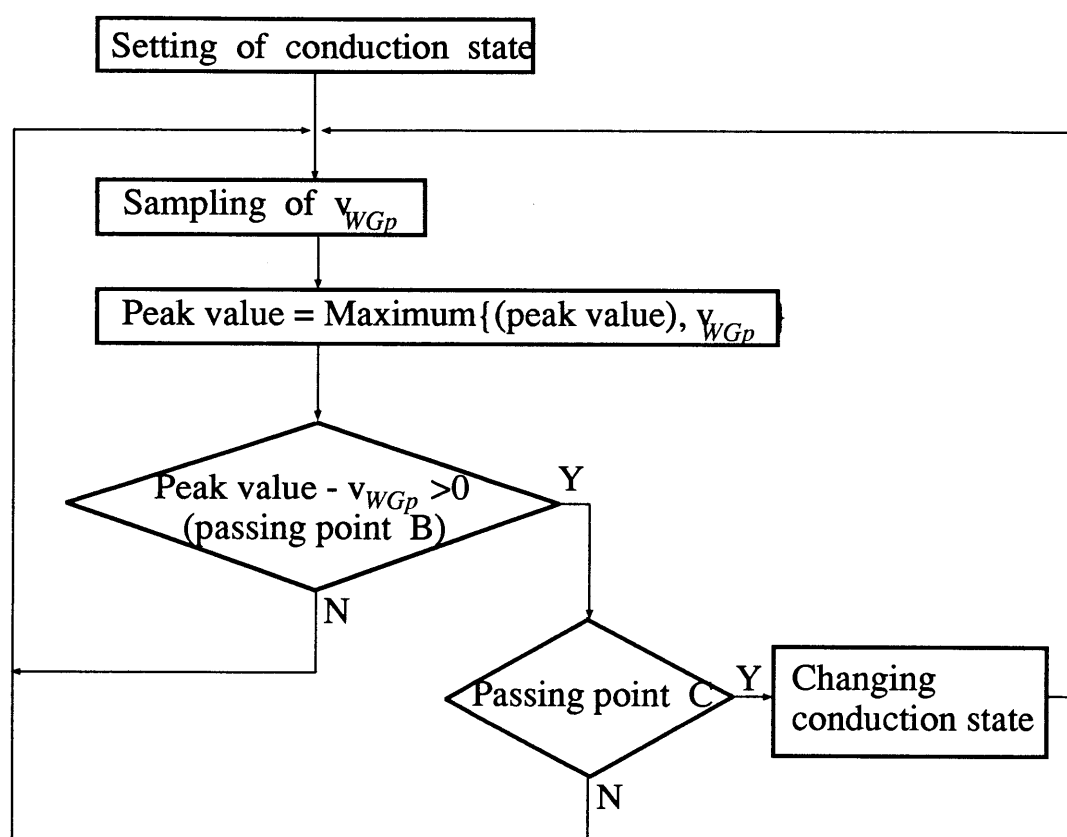 Setting of conduction state
Sampling of v_WGp
Peak value = Maximum{(peak value), v_WGp}
Peak value - v_WGp >0
(passing point B)
Y
N
Passing point C
Y
Changing
conduction state
N